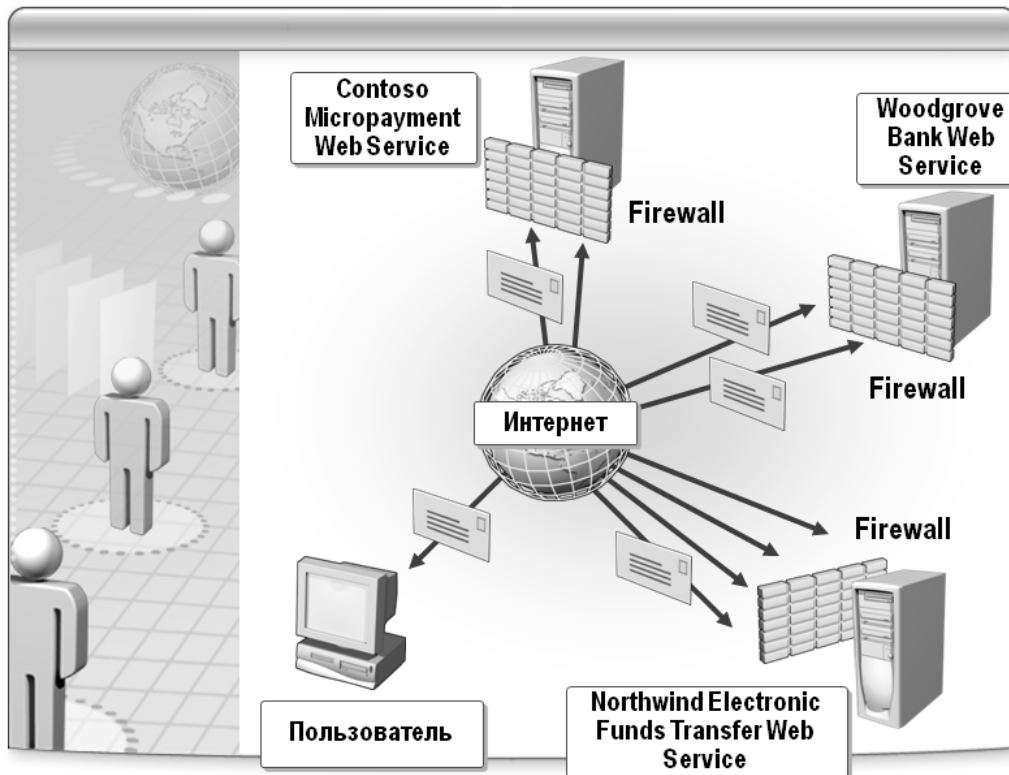 Contoso
Micropayment
Web Service
Woodgrove
Bank Web
Service
Firewall
Firewall
Интернет
Firewall
Пользователь
Northwind Electronic
Funds Transfer Web
Service